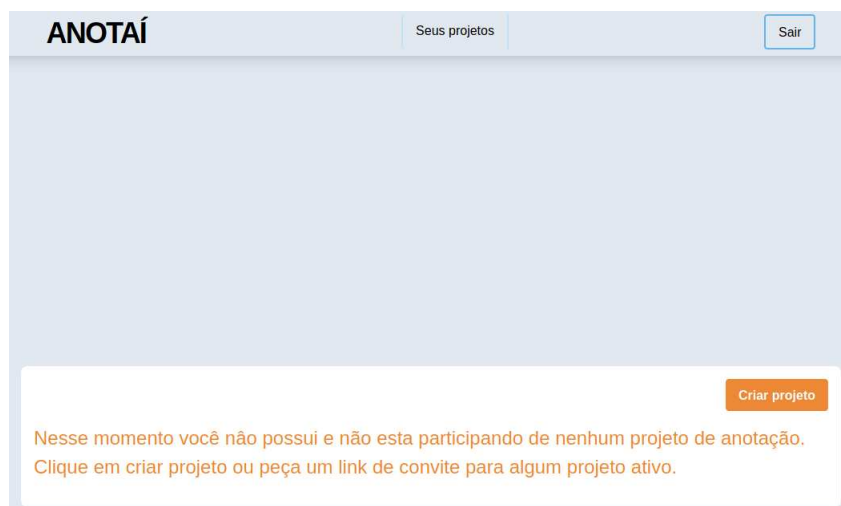 ANOTAÍ
Seus projetos
Sair
Criar projeto
Nesse momento você nâo possui e não esta participando de nenhum projeto de anotação.
Clique em criar projeto ou peça um link de convite para algum projeto ativo.